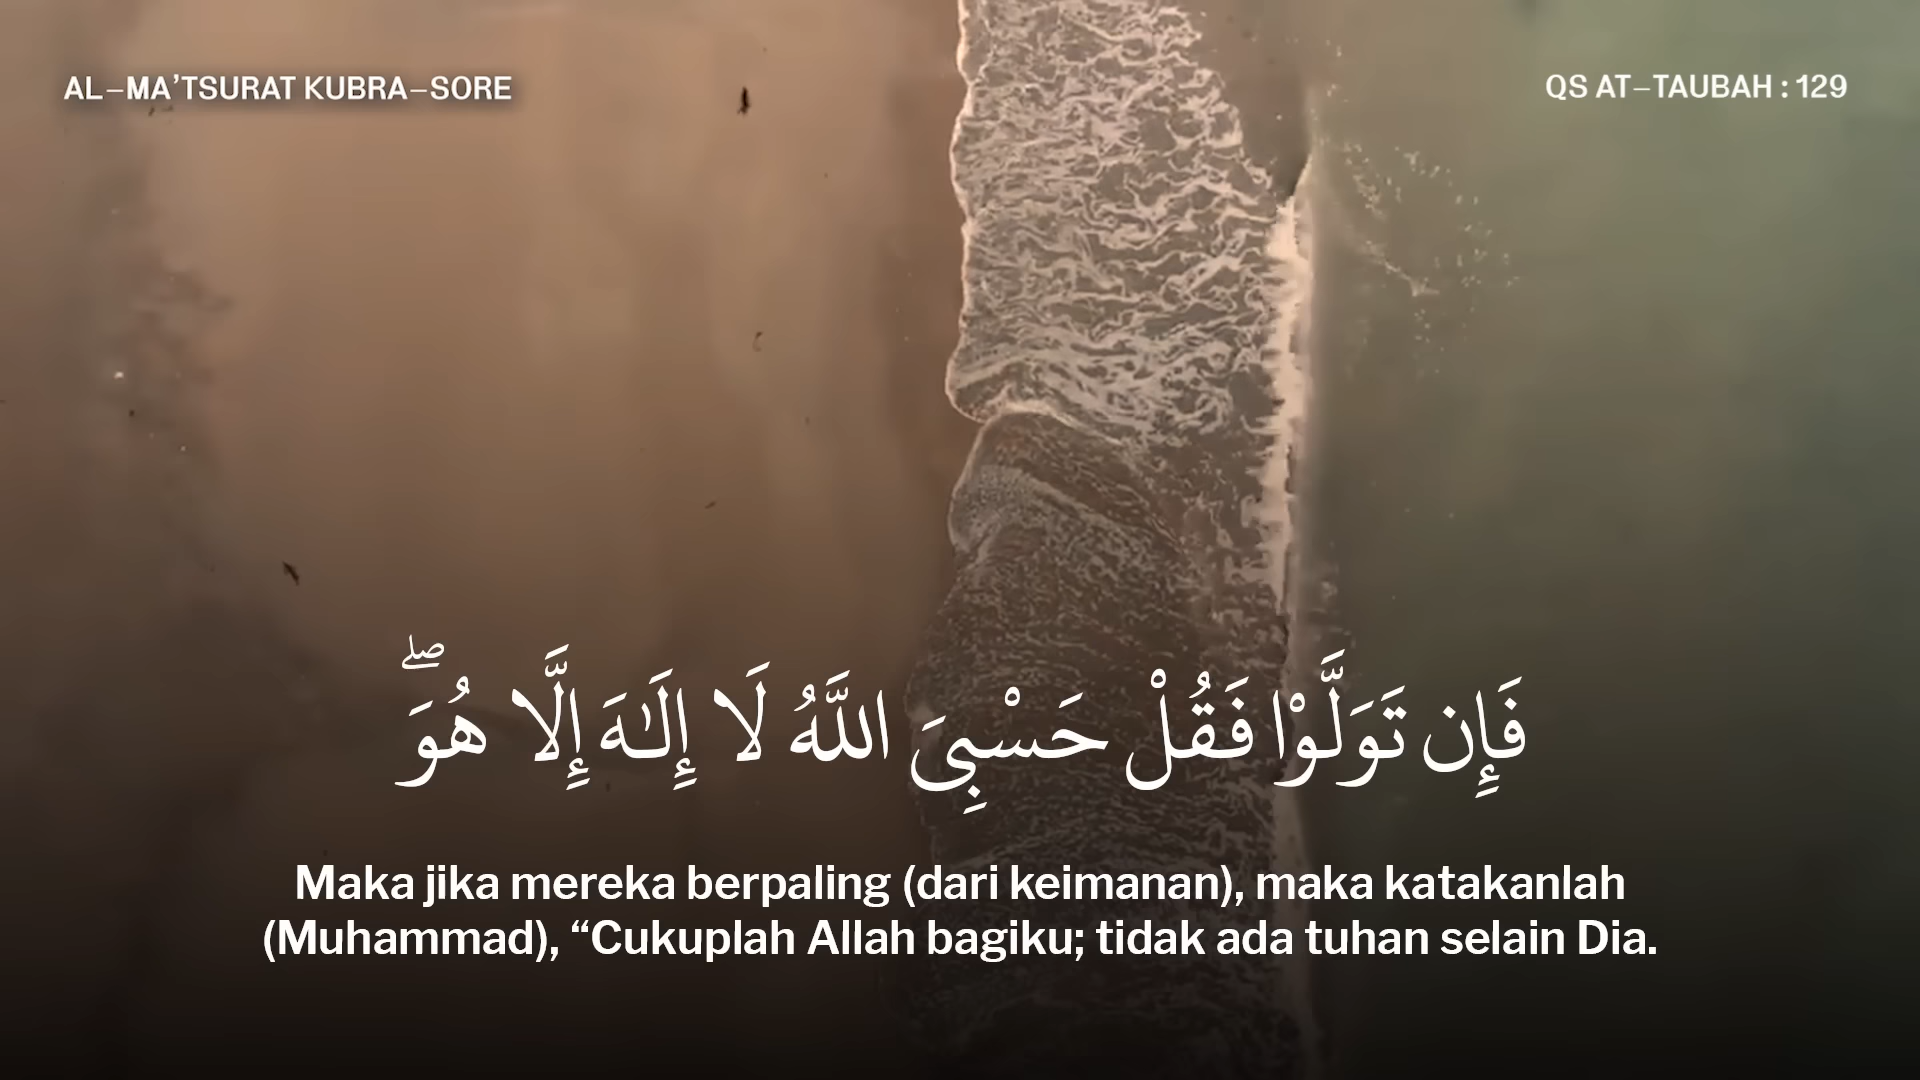 AL–MA’TSURAT KUBRA–SORE
QS AT–TAUBAH : 129
فَإِن تَوَلَّوْا فَقُلْ حَسْبِيَ اللَّهُ لَا إِلَٰهَ إِلَّا هُوَ ۖ
Maka jika mereka berpaling (dari keimanan), maka katakanlah
(Muhammad), “Cukuplah Allah bagiku; tidak ada tuhan selain Dia.